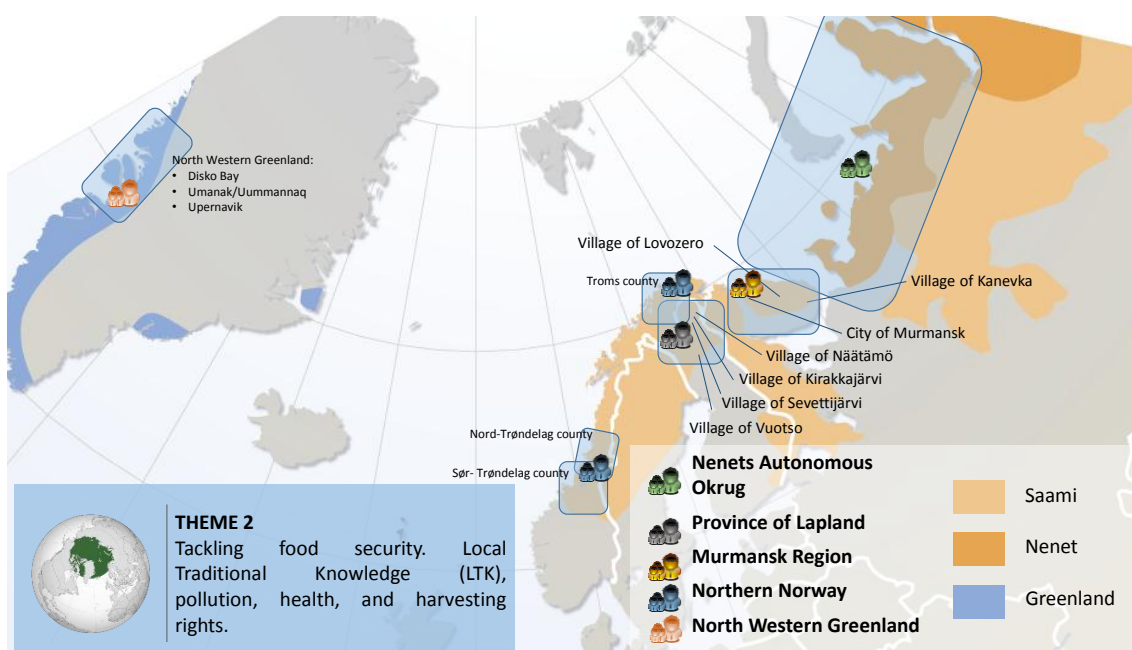 North Western Greenland:
• Disko Bay
• Umanak/Uummannaq
• Upernavik
Village of Lovozero
Troms county
Village of Kanevka
City of Murmansk
Village of Näätämö
Village of Kirakkajärvi
Village of Sevettijärvi
Village of Vuotso
Nord-Trøndelag county
Sør- Trøndelag county
THEME 2
Tackling food security. Local
Traditional Knowledge (LTK),
pollution, health, and harvesting
rights.
Nenets Autonomous
Okrug
Province of Lapland
Murmansk Region
Northern Norway
North Western Greenland
Saami
Nenet
Greenland